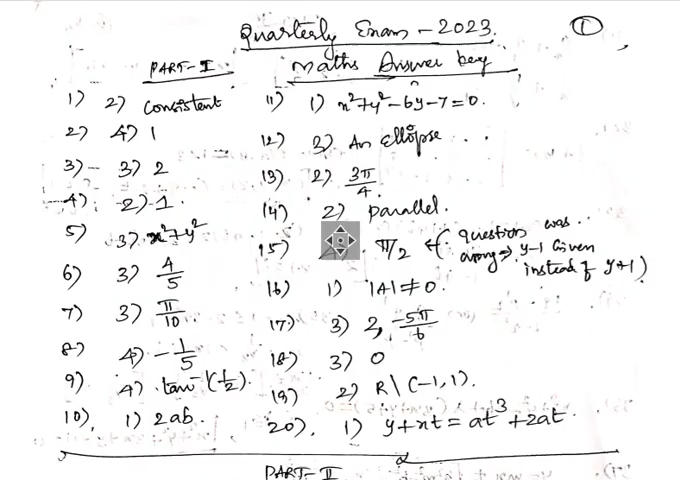 Quarterly Exam - 2023.
①
PART-I
Maths Answer key
1) 2) consistent
2) 4) 1
3) - 3) 2
4) 2) 1.
5) 3) x²+y²
6) 3) 4/5
7) 3) π/10.
8) 4) -1/5
9) 4) tan⁻¹(1/2).
10), 1) 2ab.
11) 1) x²+y²-6y-7=0.
12) 3) An Ellipse
13) 2) 3π/4.
14) 2) parallel.
15) π/2 ← ( question was
wrong ⇒ y-1 Given
instead of y+1)
16) 1) |A| ≠ 0.
17) 3) 2, -5π/6
18) 3) 0
19) 2) R\(-1,1).
20). 1) y+xt = at³+2at.
PART-II